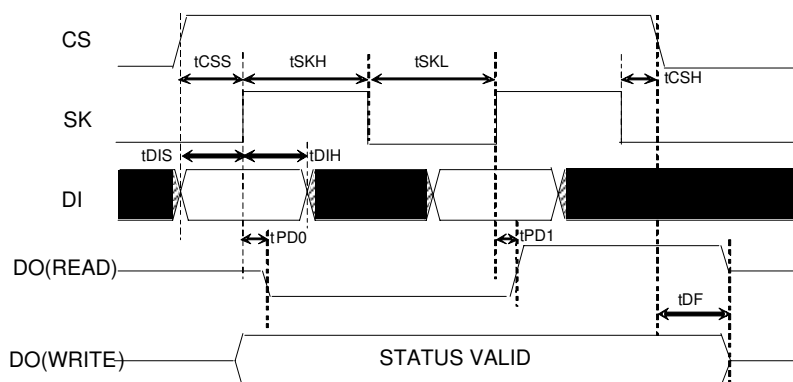 CS
tCSS tSKH tSKL tCSH
SK
tDIS tDIH
DI
tPD0 tPD1
DO(READ)
tDF
DO(WRITE) STATUS VALID